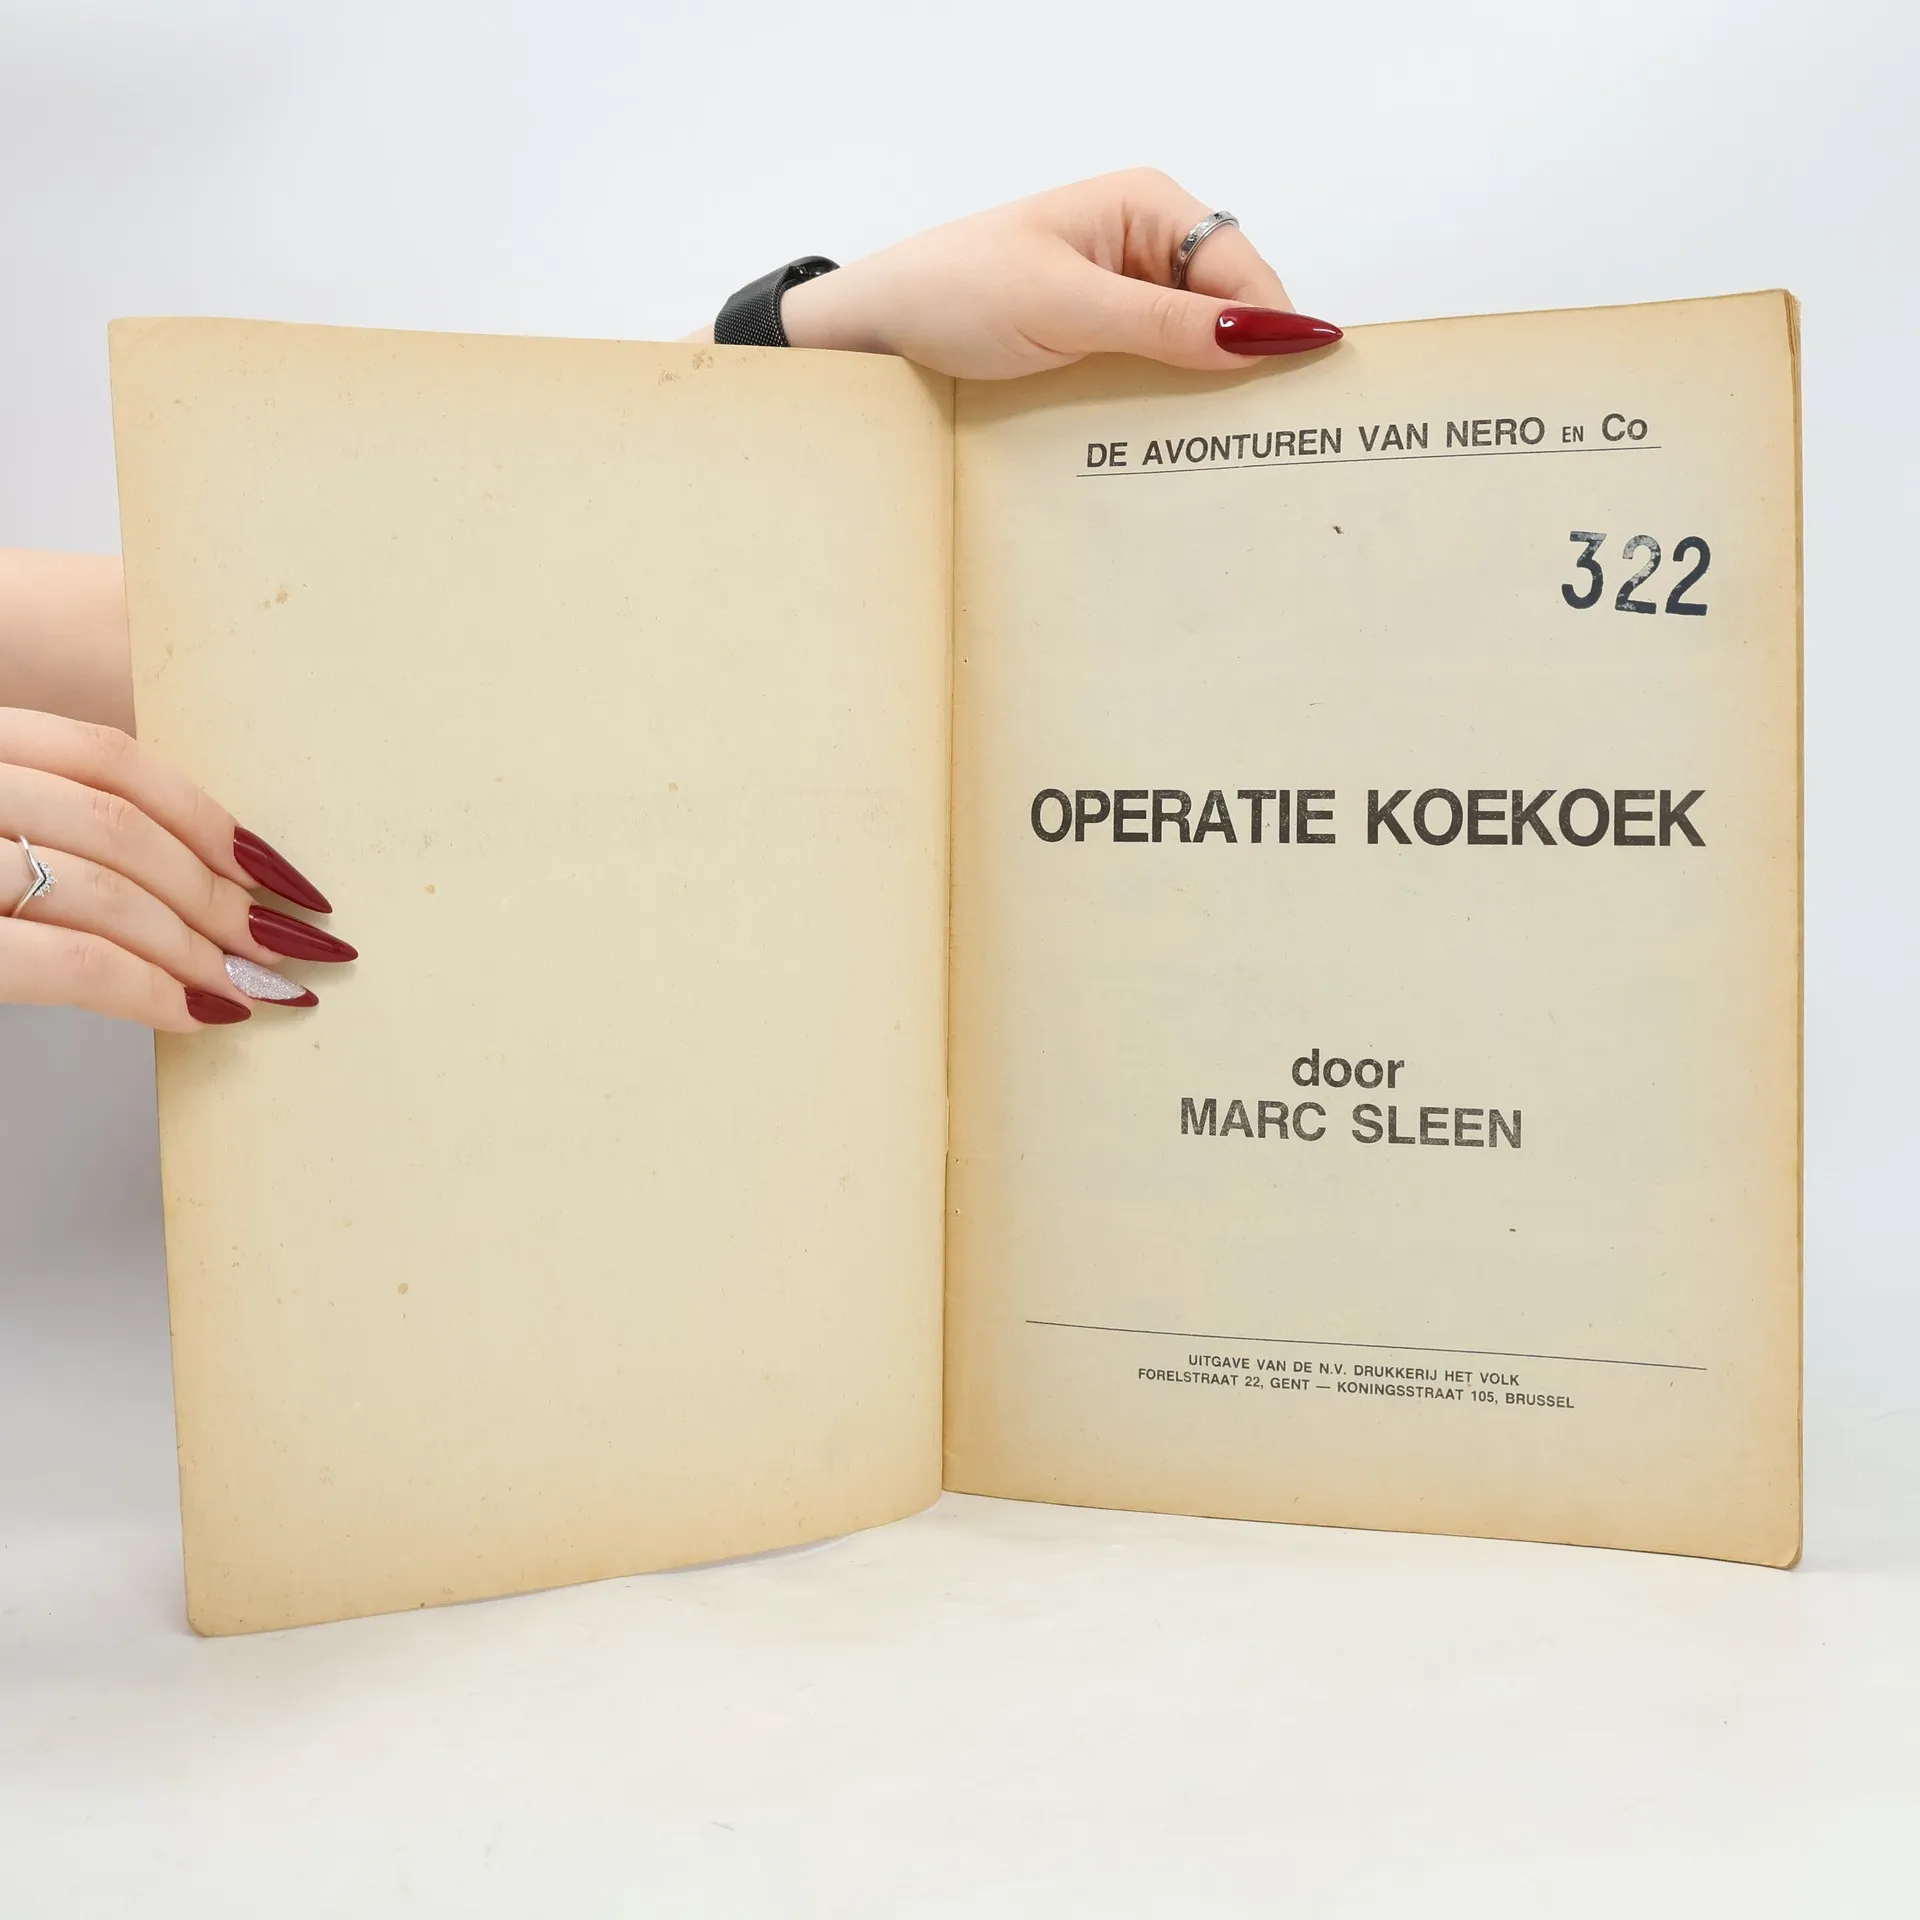 DE AVONTUREN VAN NERO EN Co
322
OPERATIE KOEKOEK
door
MARC SLEEN
UITGAVE VAN DE N.V. DRUKKERIJ HET VOLK
FORELSTRAAT 22, GENT — KONINGSSTRAAT 105, BRUSSEL